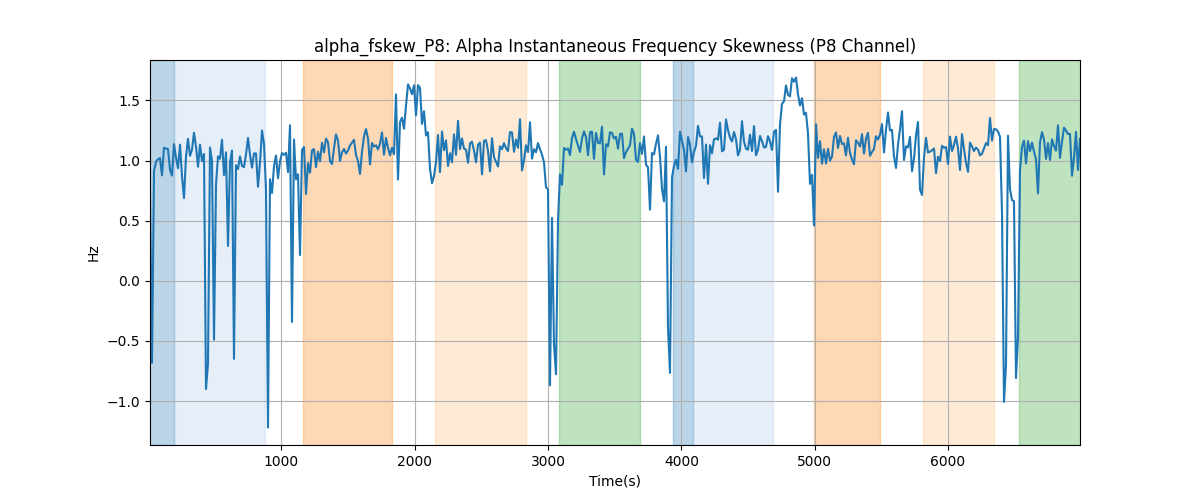 alpha_fskew_P8: Alpha Instantaneous Frequency Skewness (P8 Channel)
1.5
1.0
0.5
0.0
−0.5
−1.0
Hz
1000 2000 3000 4000 5000 6000
Time(s)